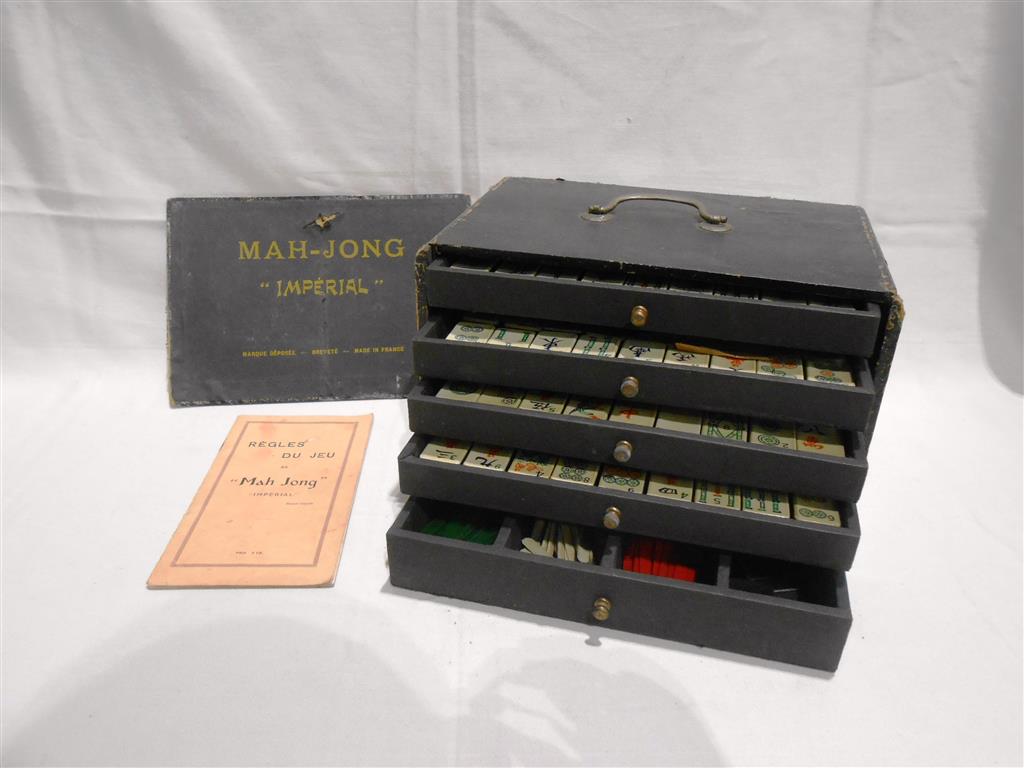 MAH-JONG
“ IMPÉRIAL ”
MARQUE DÉPOSÉE — BREVETÉ — MADE IN FRANCE
RÈGLES
DU JEU
"Mah Jong"
"IMPÉRIAL"